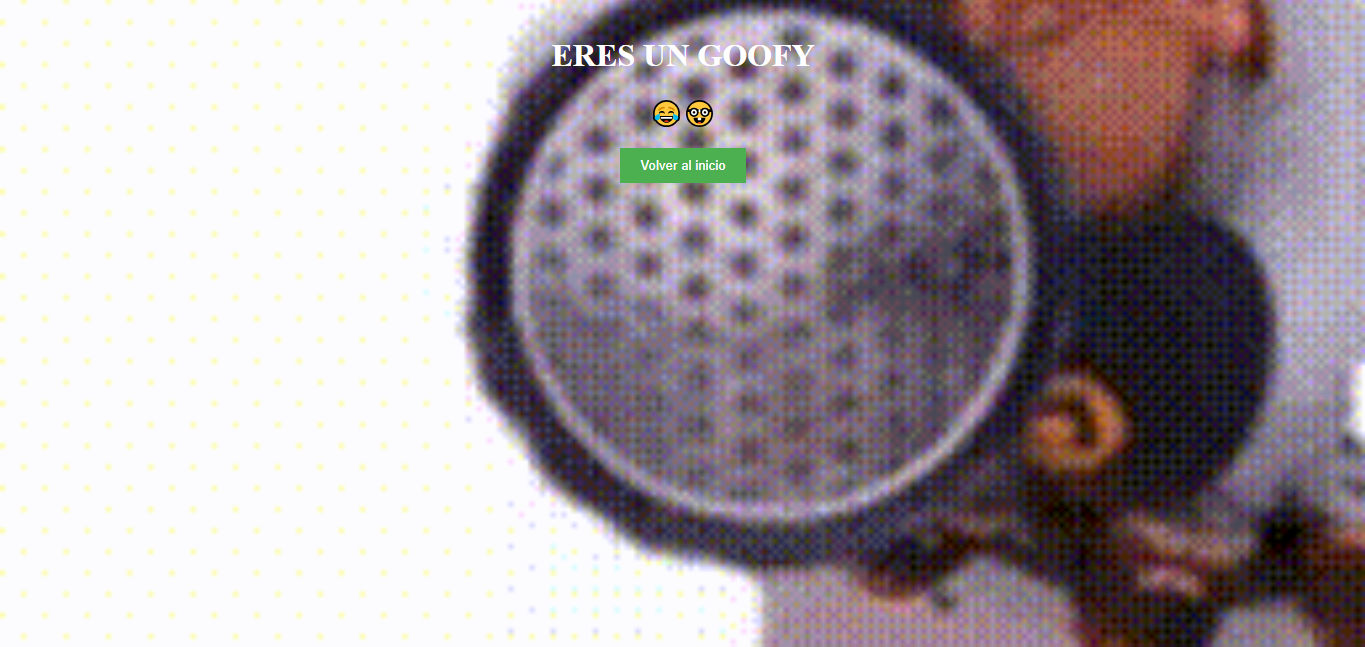 ERES UN GOOFY
😂 🤓
Volver al inicio